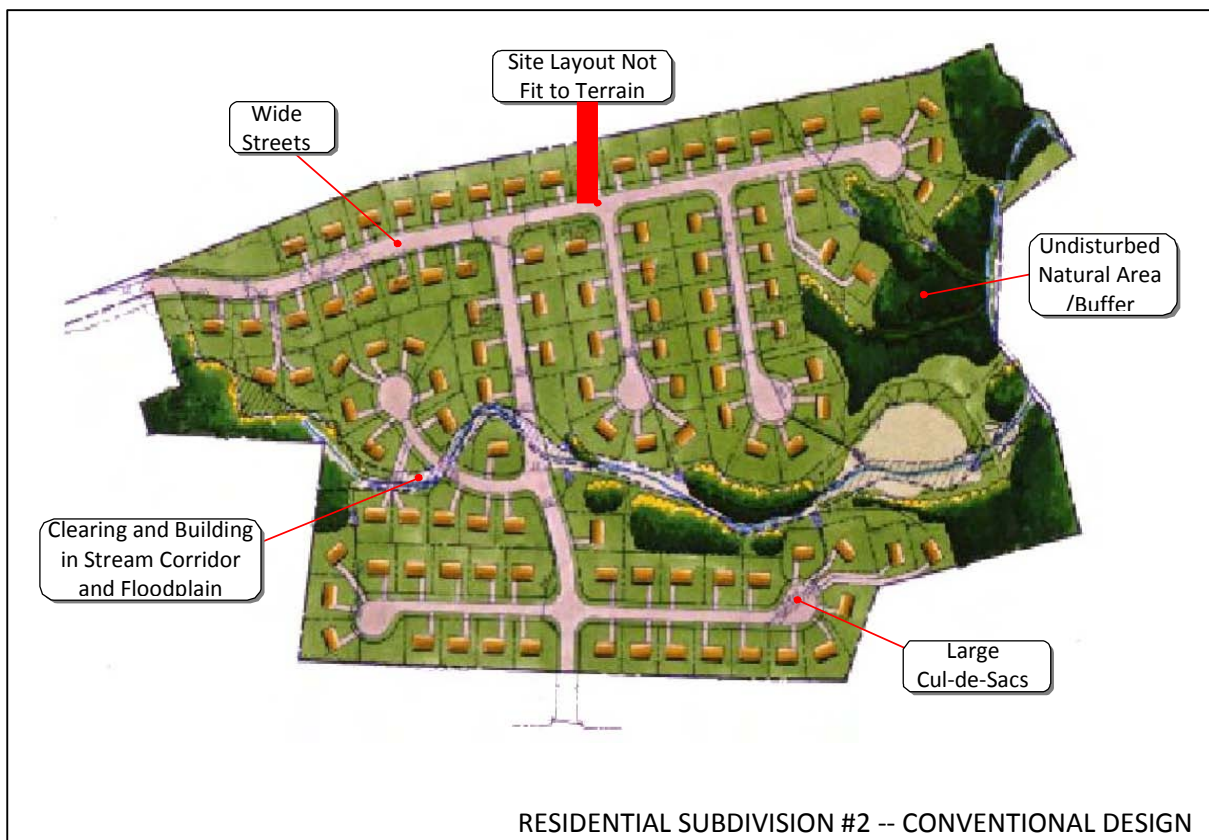 Site Layout Not
Fit to Terrain
Wide
Streets
Undisturbed
Natural Area
/Buffer
Clearing and Building
in Stream Corridor
and Floodplain
Large
Cul-de-Sacs
RESIDENTIAL SUBDIVISION #2 -- CONVENTIONAL DESIGN